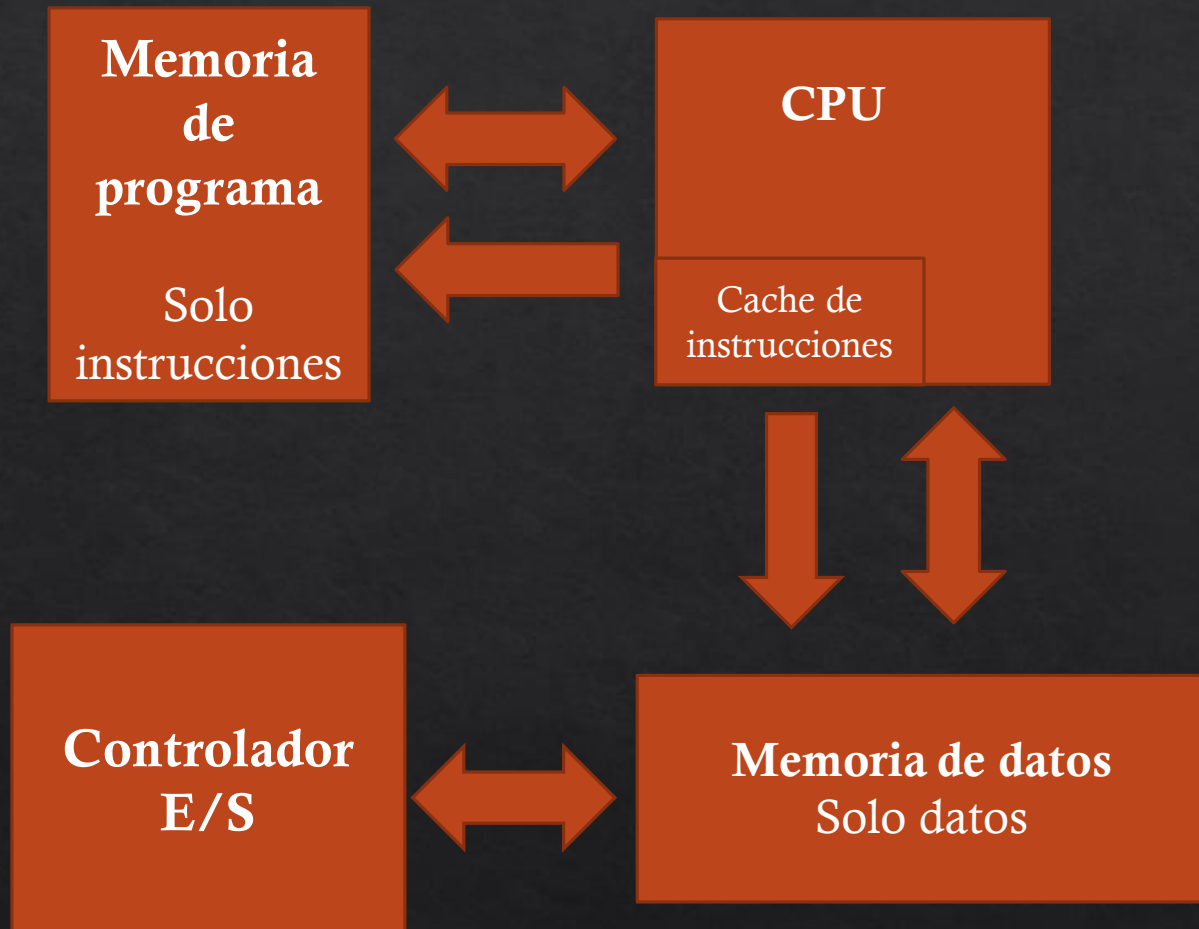 Memoria
de
programa
Solo
instrucciones
CPU
Cache de
instrucciones
Controlador
E/S
Memoria de datos
Solo datos